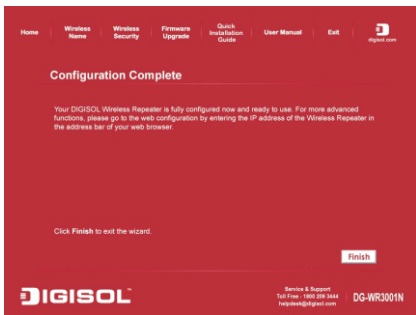 Home
Wireless Name
Wireless Security
Firmware Upgrade
Quick Installation Guide
User Manual
Exit
digisol.com
Configuration Complete
Your DIGISOL Wireless Repeater is fully configured now and ready to use. For more advanced
functions, please go to the web configuration by entering the IP address of the Wireless Repeater in
the address bar of your web browser.
Click Finish to exit the wizard.
Finish
DIGISOL™
Service & Support
Toll Free - 1800 209 3444
helpdesk@digisol.com
DG-WR3001N